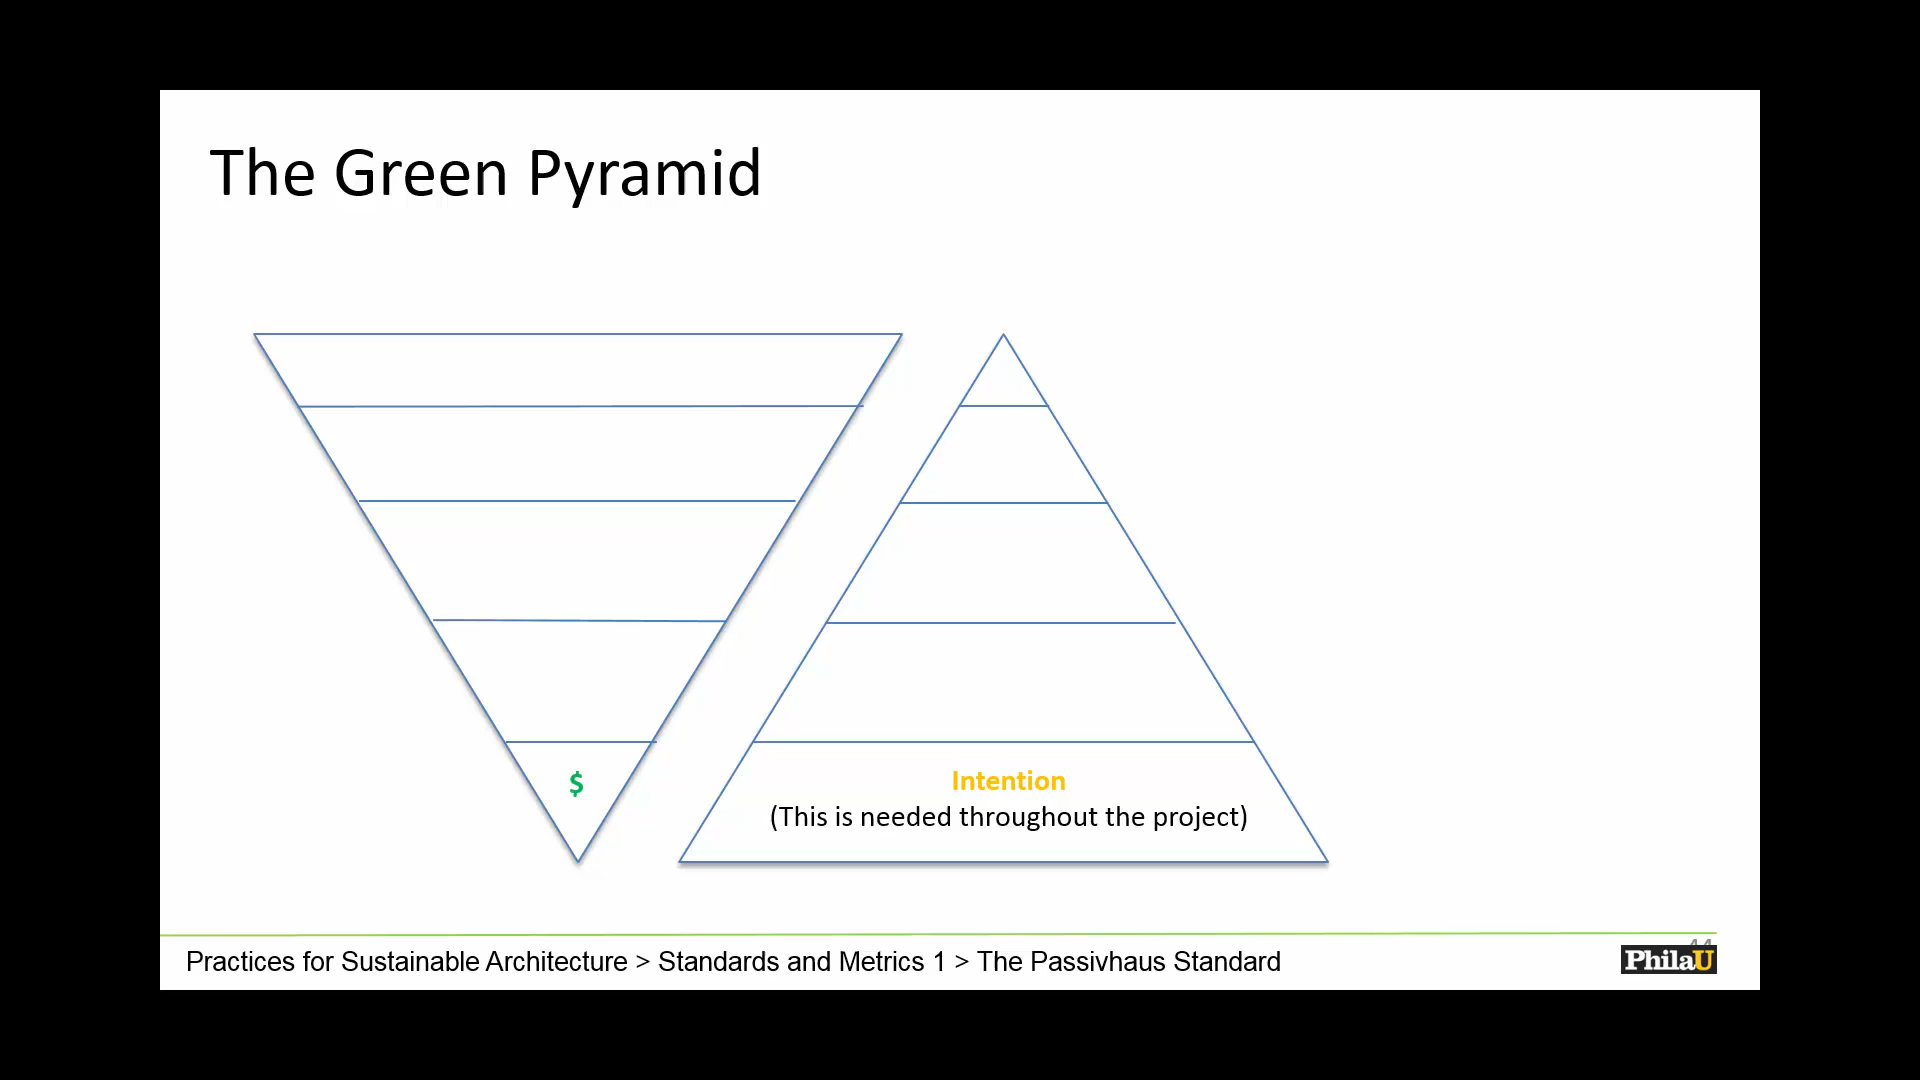 The Green Pyramid
$
Intention
(This is needed throughout the project)
Practices for Sustainable Architecture > Standards and Metrics 1 > The Passivhaus Standard
PhilaU